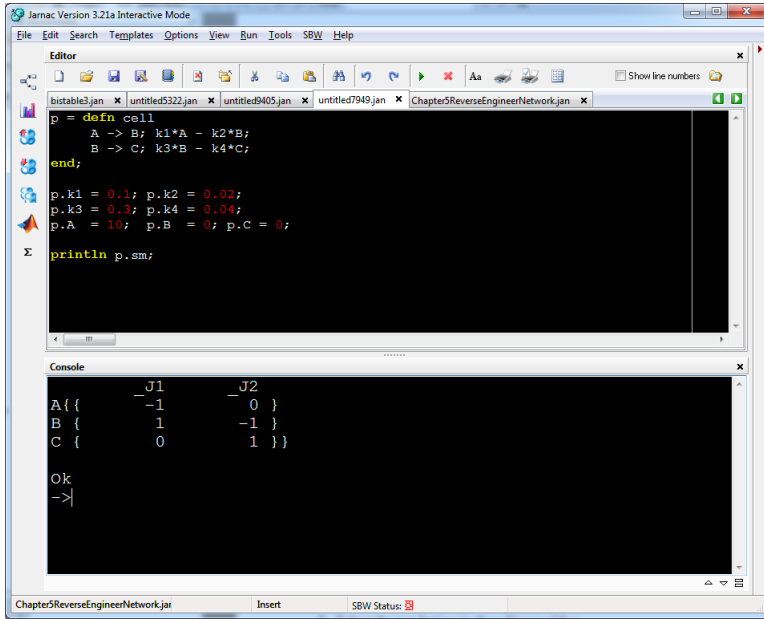 Jarnac Version 3.21a Interactive Mode
File Edit Search Templates Options View Run Tools SBW Help
Editor
Aa Show line numbers
bistable3.jan untitled5322.jan untitled9405.jan untitled7949.jan Chapter5ReverseEngineerNetwork.jan
p = defn cell
A -> B; k1*A - k2*B;
B -> C; k3*B - k4*C;
end;
p.k1 = 0.1; p.k2 = 0.02;
p.k3 = 0.3; p.k4 = 0.04;
p.A = 10; p.B = 0; p.C = 0;
println p.sm;
Σ
Console
_J1 _J2
A{{ -1 0 }
B { 1 -1 }
C { 0 1 }}
Ok
->
Chapter5ReverseEngineerNetwork.jar Insert SBW Status: